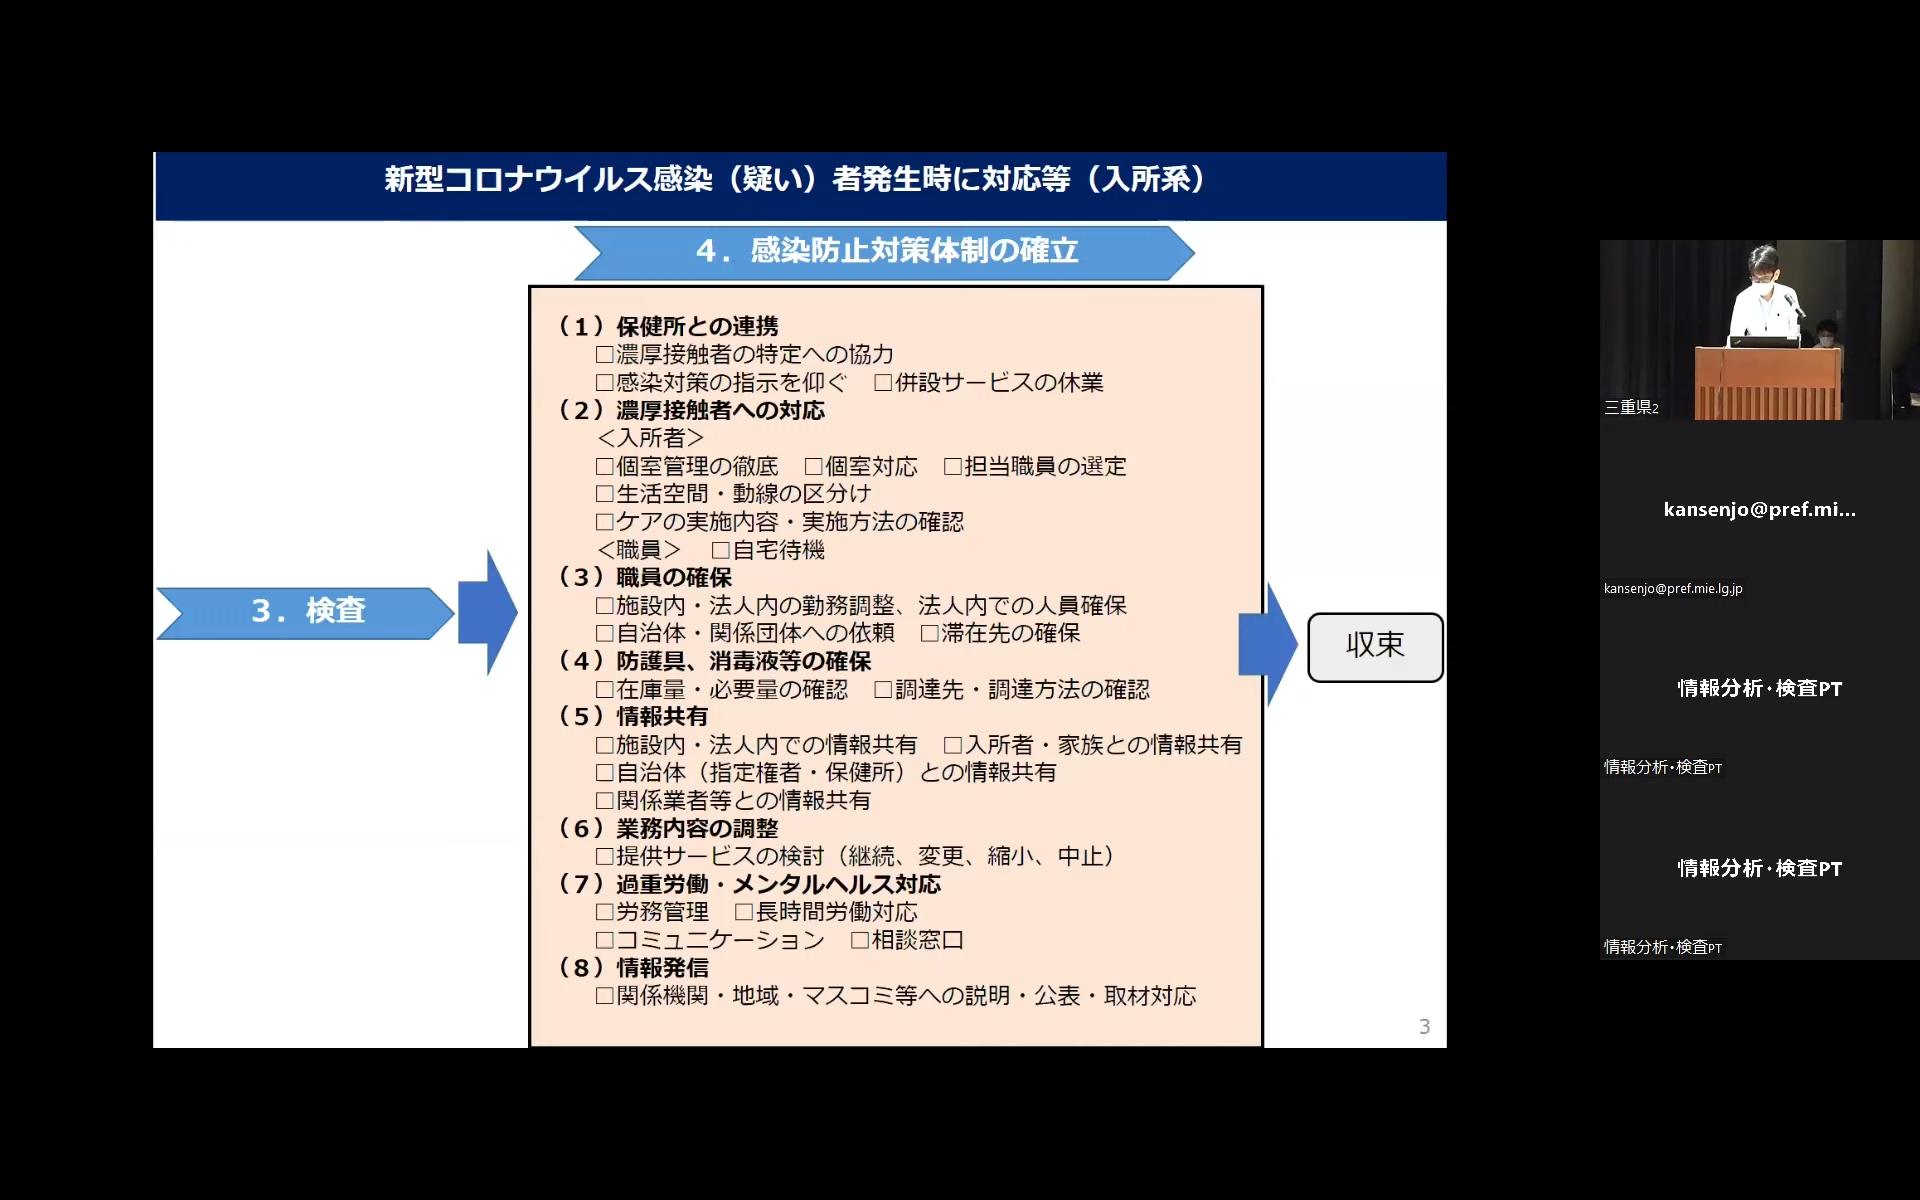 新型コロナウイルス感染（疑い）者発生時に対応等（入所系）
４．感染防止対策体制の確立
（１）保健所との連携
□濃厚接触者の特定への協力
□感染対策の指示を仰ぐ　□併設サービスの休業
（２）濃厚接触者への対応
＜入所者＞
□個室管理の徹底　□個室対応　□担当職員の選定
□生活空間・動線の区分け
□ケアの実施内容・実施方法の確認
＜職員＞　□自宅待機
（３）職員の確保
□施設内・法人内の勤務調整、法人内での人員確保
□自治体・関係団体への依頼　□滞在先の確保
（４）防護具、消毒液等の確保
□在庫量・必要量の確認　□調達先・調達方法の確認
（５）情報共有
□施設内・法人内での情報共有　□入所者・家族との情報共有
□自治体（指定権者・保健所）との情報共有
□関係業者等との情報共有
（６）業務内容の調整
□提供サービスの検討（継続、変更、縮小、中止）
（７）過重労働・メンタルヘルス対応
□労務管理　□長時間労働対応
□コミュニケーション　□相談窓口
（８）情報発信
□関係機関・地域・マスコミ等への説明・公表・取材対応
３．検査
収束
3
三重県2
kansenjo@pref.mi...
kansenjo@pref.mie.lg.jp
情報分析・検査PT
情報分析・検査PT
情報分析・検査PT
情報分析・検査PT